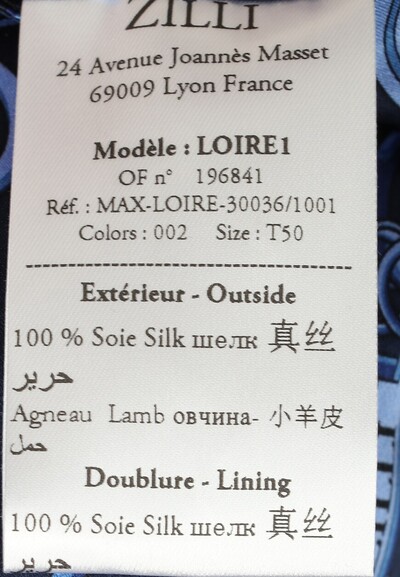 ZILLI
24 Avenue Joannès Masset
69009 Lyon France
Modèle : LOIRE1
OF n° 196841
Réf. : MAX-LOIRE-30036/1001
Colors : 002 Size : T50
Extérieur - Outside
100 % Soie Silk шелк 真丝
حرير
Agneau Lamb овчина- 小羊皮
حمل
Doublure - Lining
100 % Soie Silk шелк 真丝
حرير